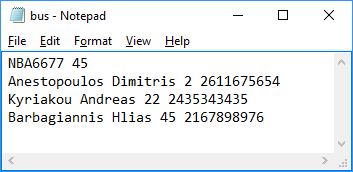 bus - Notepad
File Edit Format View Help
NBA6677 45
Anestopoulos Dimitris 2 2611675654
Kyriakou Andreas 22 2435343435
Barbagiannis Hlias 45 2167898976